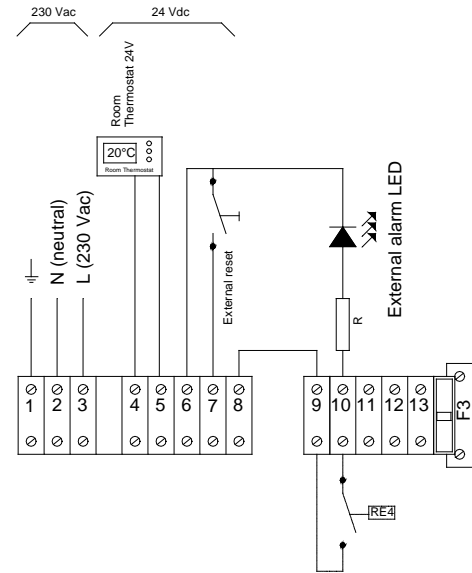 230 Vac
24 Vdc
Room
Thermostat 24V
20°C
Room Thermostat
N (neutral)
L (230 Vac)
External reset
External alarm LED
R
1
2
3
4
5
6
7
8
9
10
11
12
13
F3
RE4